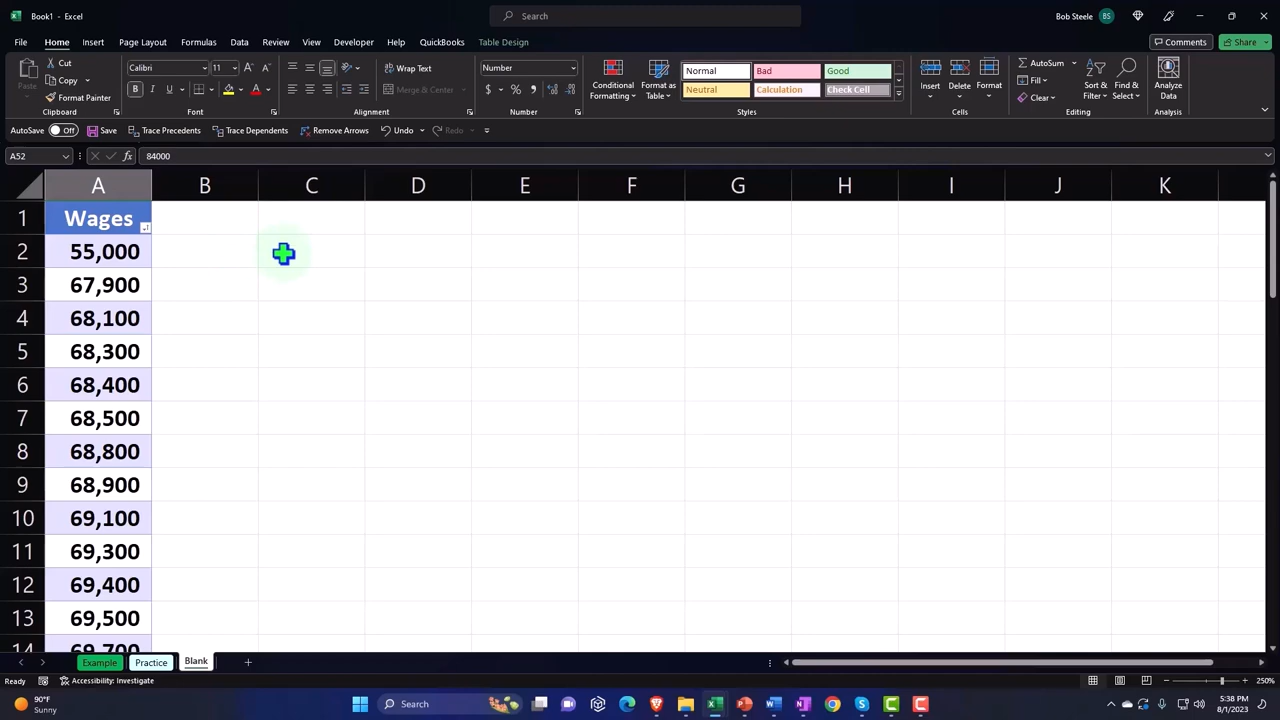 Book1 - Excel
Search
Bob Steele
BS
File Home Insert Page Layout Formulas Data Review View Developer Help QuickBooks Table Design
Comments Share
Paste
Cut
Copy
Format Painter
Clipboard
Calibri 11
B I U
Font
Wrap Text
Merge & Center
Alignment
Number
$ %
Number
Conditional Formatting
Format as Table
Normal Bad Good
Neutral Calculation Check Cell
Styles
Insert Delete Format
Cells
AutoSum
Fill
Clear
Sort & Filter
Find & Select
Editing
Analyze Data
Analysis
AutoSave Off Save Trace Precedents Trace Dependents Remove Arrows Undo Redo
A52 fx 84000
A B C D E F G H I J K
1 Wages
2 55,000
3 67,900
4 68,100
5 68,300
6 68,400
7 68,500
8 68,800
9 68,900
10 69,100
11 69,300
12 69,400
13 69,500
14 69,700
Example Practice Blank
Ready Accessibility: Investigate 250%
90°F
Sunny
Search
5:38 PM
8/1/2023